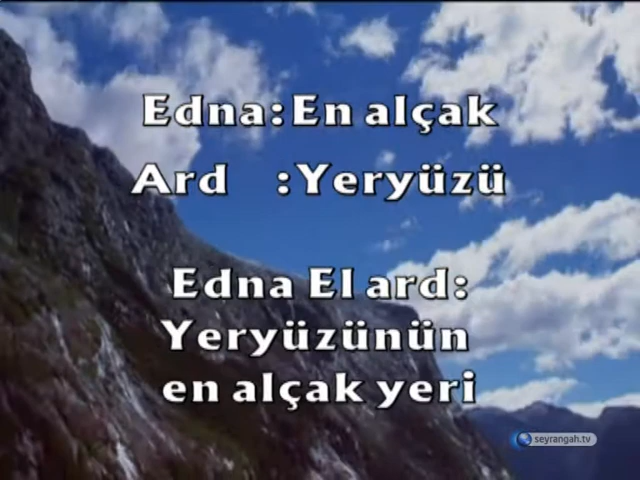 Edna:En alçak
Ard :Yeryüzü
Edna El ard:
Yeryüzünün
en alçak yeri
seyrangah.tv